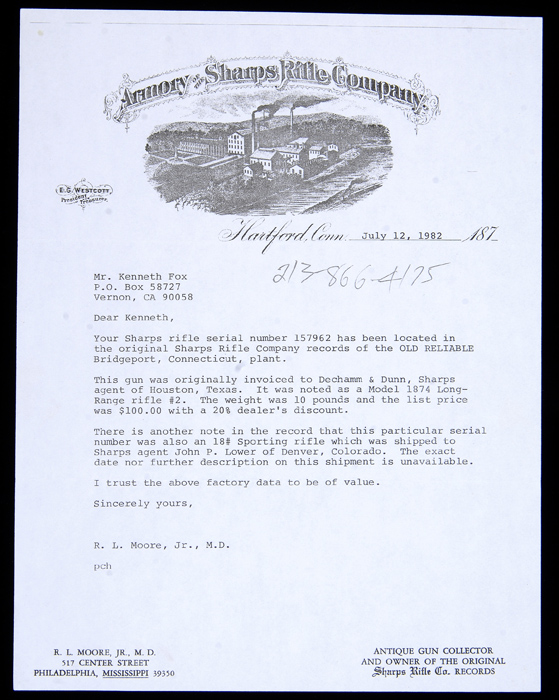 Armory of the Sharps Rifle Company.
E. G. WESTCOTT,
President &
Treasurer.
Hartford, Conn. July 12, 1982 187
213-866-4175
Mr. Kenneth Fox
P.O. Box 58727
Vernon, CA 90058
Dear Kenneth,
Your Sharps rifle serial number 157962 has been located in
the original Sharps Rifle Company records of the OLD RELIABLE
Bridgeport, Connecticut, plant.
This gun was originally invoiced to Dechamm & Dunn, Sharps
agent of Houston, Texas. It was noted as a Model 1874 Long-
Range rifle #2. The weight was 10 pounds and the list price
was $100.00 with a 20% dealer's discount.
There is another note in the record that this particular serial
number was also an 18# Sporting rifle which was shipped to
Sharps agent John P. Lower of Denver, Colorado. The exact
date nor further description on this shipment is unavailable.
I trust the above factory data to be of value.
Sincerely yours,
R. L. Moore, Jr., M.D.
pch
R. L. MOORE, JR., M. D.
517 CENTER STREET
PHILADELPHIA, MISSISSIPPI 39350
ANTIQUE GUN COLLECTOR
AND OWNER OF THE ORIGINAL
Sharps Rifle Co. RECORDS